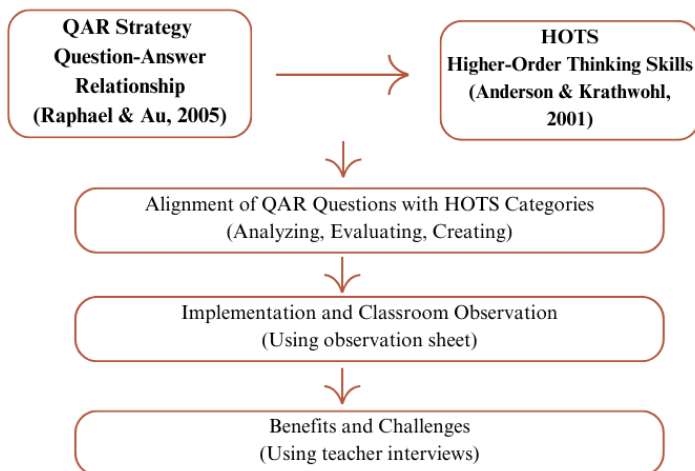 QAR Strategy
Question-Answer
Relationship
(Raphael & Au, 2005)
HOTS
Higher-Order Thinking Skills
(Anderson & Krathwohl,
2001)
Alignment of QAR Questions with HOTS Categories
(Analyzing, Evaluating, Creating)
Implementation and Classroom Observation
(Using observation sheet)
Benefits and Challenges
(Using teacher interviews)